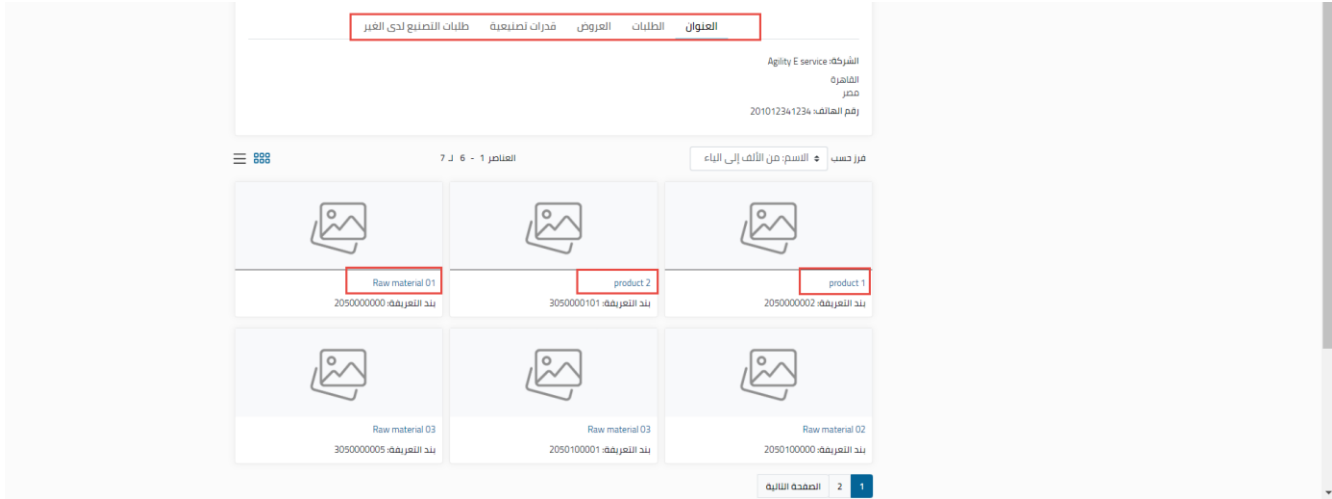 العنوان الطلبات العروض قدرات تصنيعية طلبات التصنيع لدى الغير
الشركة: Agility E service
القاهرة
مصر
رقم الهاتف: 201012341234
فرز حسب الاسم: من الألف إلى الياء العناصر 1 - 6 لـ 7
product 1 product 2 Raw material 01
بند التعريفة: 2050000002 بند التعريفة: 3050000101 بند التعريفة: 2050000000
Raw material 02 Raw material 03 Raw material 03
بند التعريفة: 2050100000 بند التعريفة: 2050100001 بند التعريفة: 3050000005
1 2 الصفحة التالية